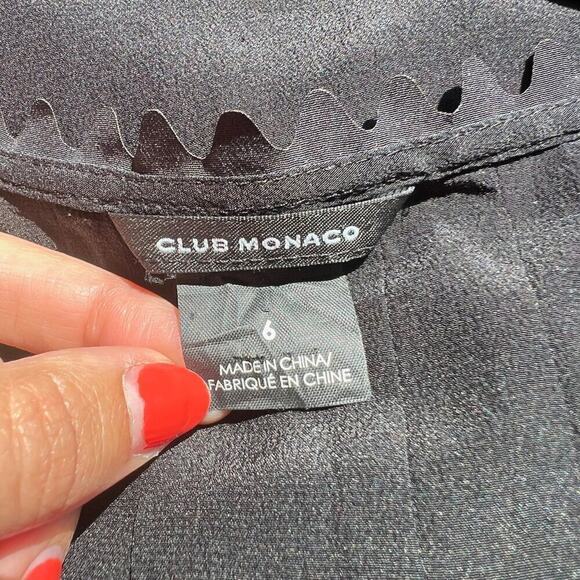 CLUB MONACO
6
MADE IN CHINA/
FABRIQUÉ EN CHINE